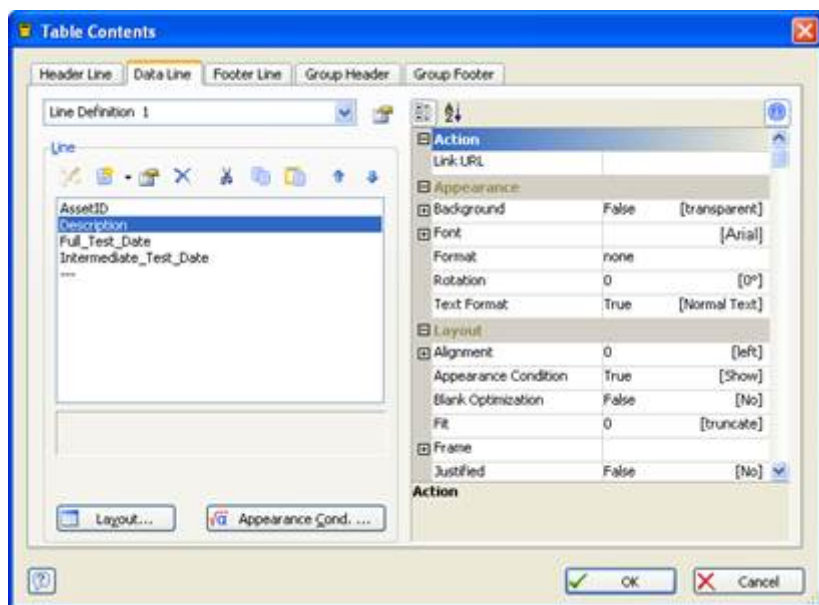 Table Contents
Header Line Data Line Footer Line Group Header Group Footer
Line Definition 1
Line
AssetID
Description
Full_Test_Date
Intermediate_Test_Date
---
Layout...
Appearance Cond. ...
Action
Link URL
Appearance
Background False [transparent]
Font [Arial]
Format none
Rotation 0 [0°]
Text Format True [Normal Text]
Layout
Alignment 0 [left]
Appearance Condition True [Show]
Blank Optimization False [No]
Fit 0 [truncate]
Frame
Justified False [No]
Action
OK Cancel